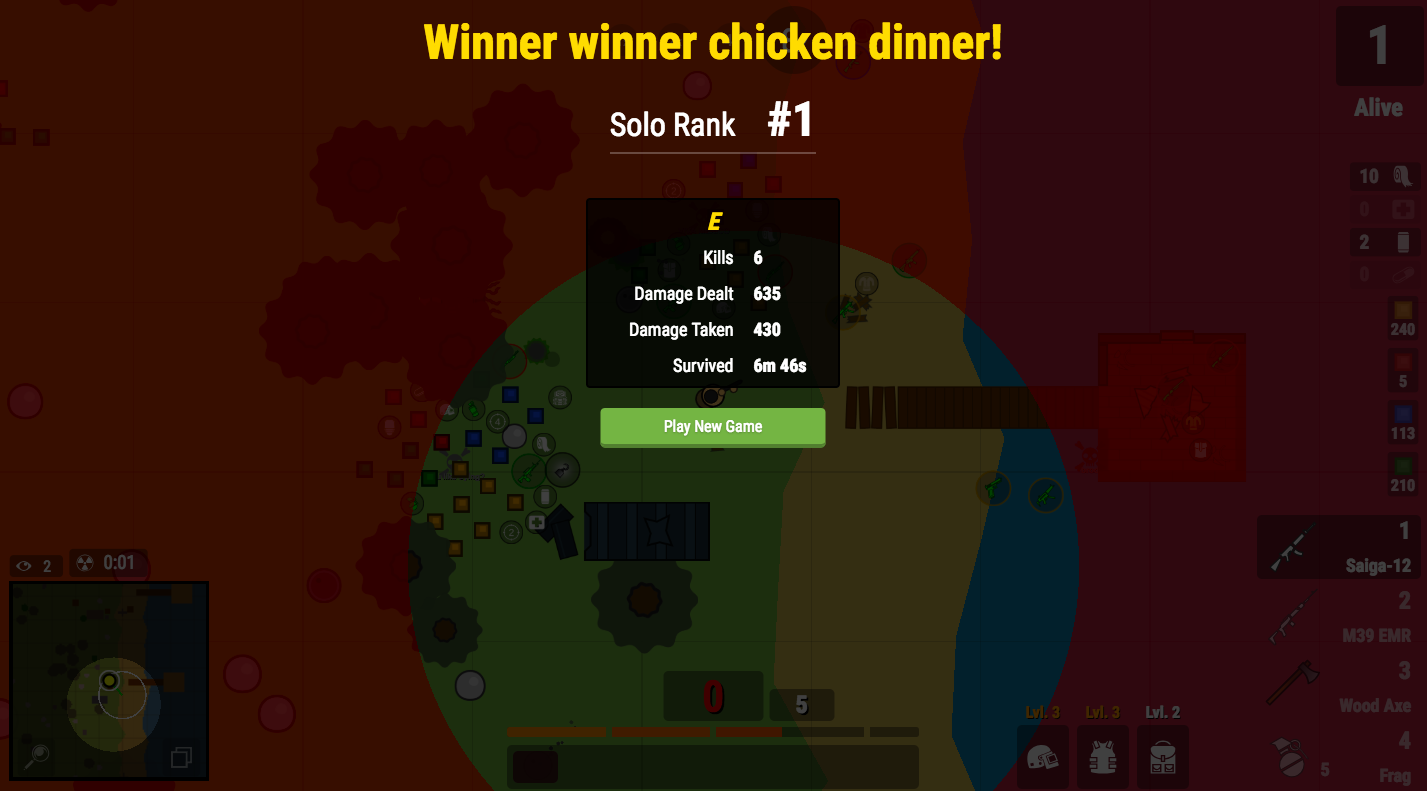 Winner winner chicken dinner!
1
Alive
Solo Rank #1
E
Kills 6
Damage Dealt 635
Damage Taken 430
Survived 6m 46s
Play New Game
10
0
2
0
240
5
113
210
1
Saiga-12
2
M39 EMR
3
Wood Axe
4
5
Frag
2
0:01
0
5
Lvl. 3
Lvl. 3
Lvl. 2